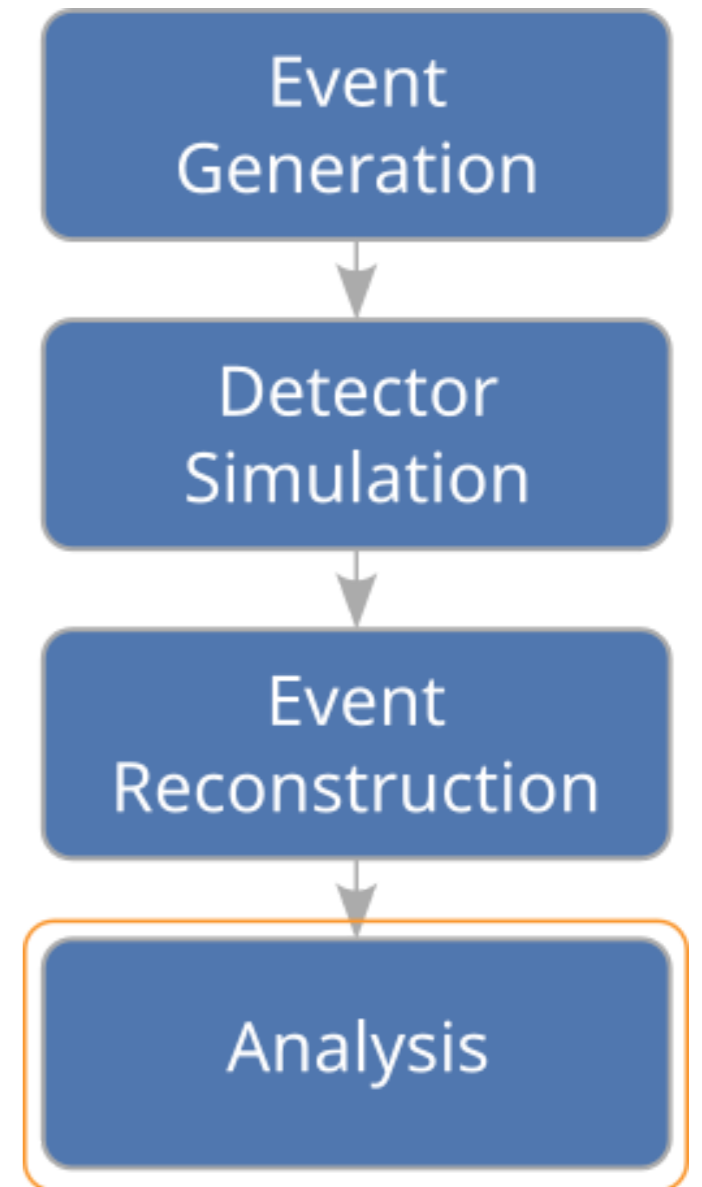 Event
Generation
Detector
Simulation
Event
Reconstruction
Analysis